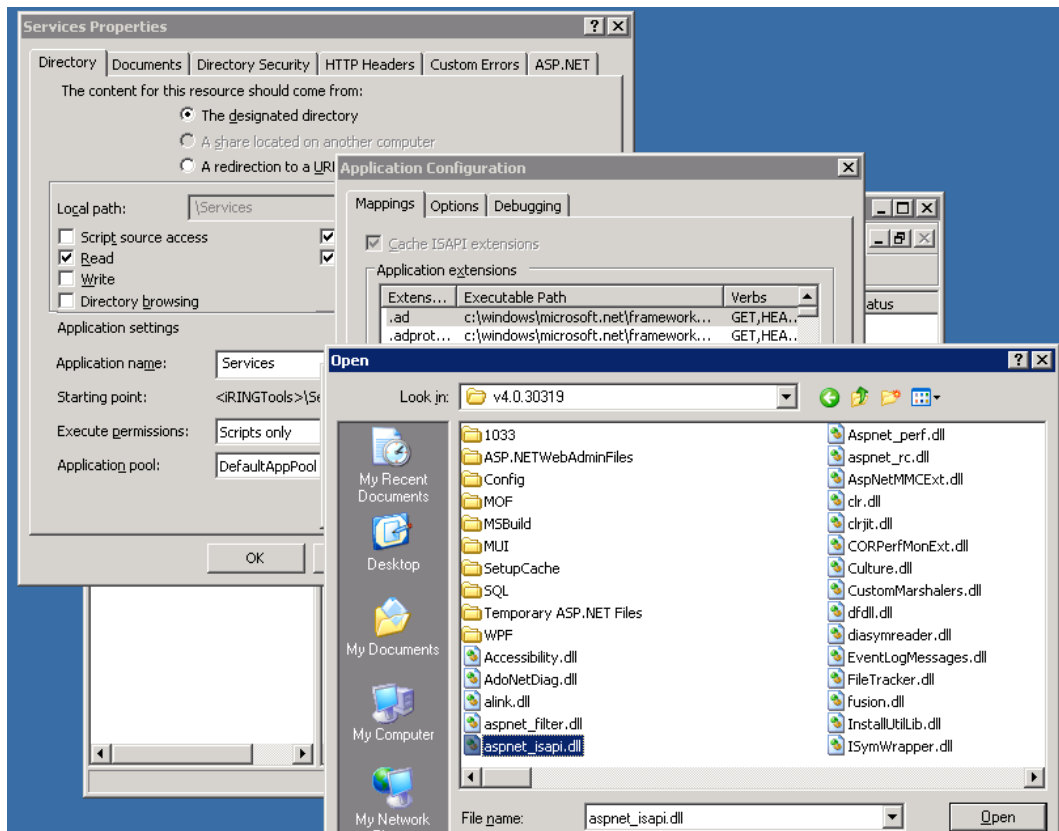 Services Properties
Directory Documents Directory Security HTTP Headers Custom Errors ASP.NET
The content for this resource should come from:
The designated directory
A share located on another computer
A redirection to a URL
Local path: \Services
Script source access
Read
Write
Directory browsing
Application settings
Application name: Services
Starting point: <iRINGTools>\Se
Execute permissions: Scripts only
Application pool: DefaultAppPool
OK
Application Configuration
Mappings Options Debugging
Cache ISAPI extensions
Application extensions
Extens... Executable Path Verbs
.ad c:\windows\microsoft.net\framework... GET,HEA...
.adprot... c:\windows\microsoft.net\framework... GET,HEA...
atus
Open
Look in: v4.0.30319
My Recent Documents
Desktop
My Documents
My Computer
My Network
1033
ASP.NETWebAdminFiles
Config
MOF
MSBuild
MUI
SetupCache
SQL
Temporary ASP.NET Files
WPF
Accessibility.dll
AdoNetDiag.dll
alink.dll
aspnet_filter.dll
aspnet_isapi.dll
Aspnet_perf.dll
aspnet_rc.dll
AspNetMMCExt.dll
clr.dll
clrjit.dll
CORPerfMonExt.dll
Culture.dll
CustomMarshalers.dll
dfdll.dll
diasymreader.dll
EventLogMessages.dll
FileTracker.dll
fusion.dll
InstallUtilLib.dll
ISymWrapper.dll
File name: aspnet_isapi.dll Open